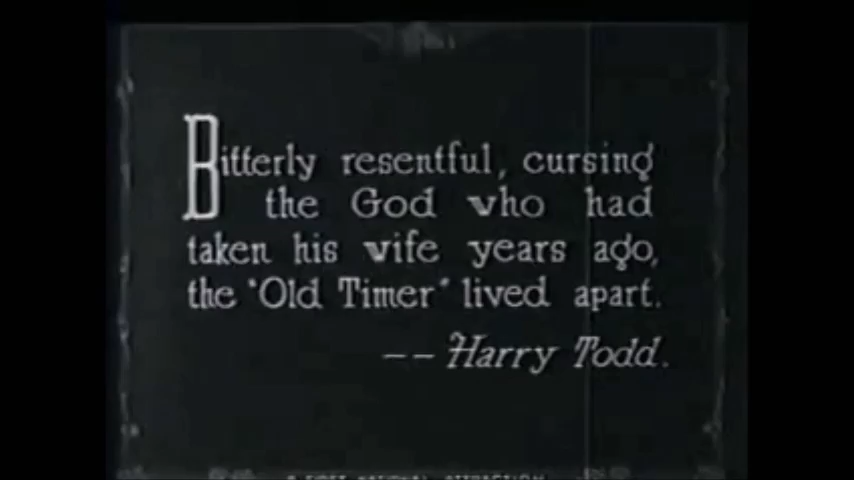 Bitterly resentful, cursing
the God who had
taken his wife years ago,
the "Old Timer" lived apart.
-- Harry Todd.